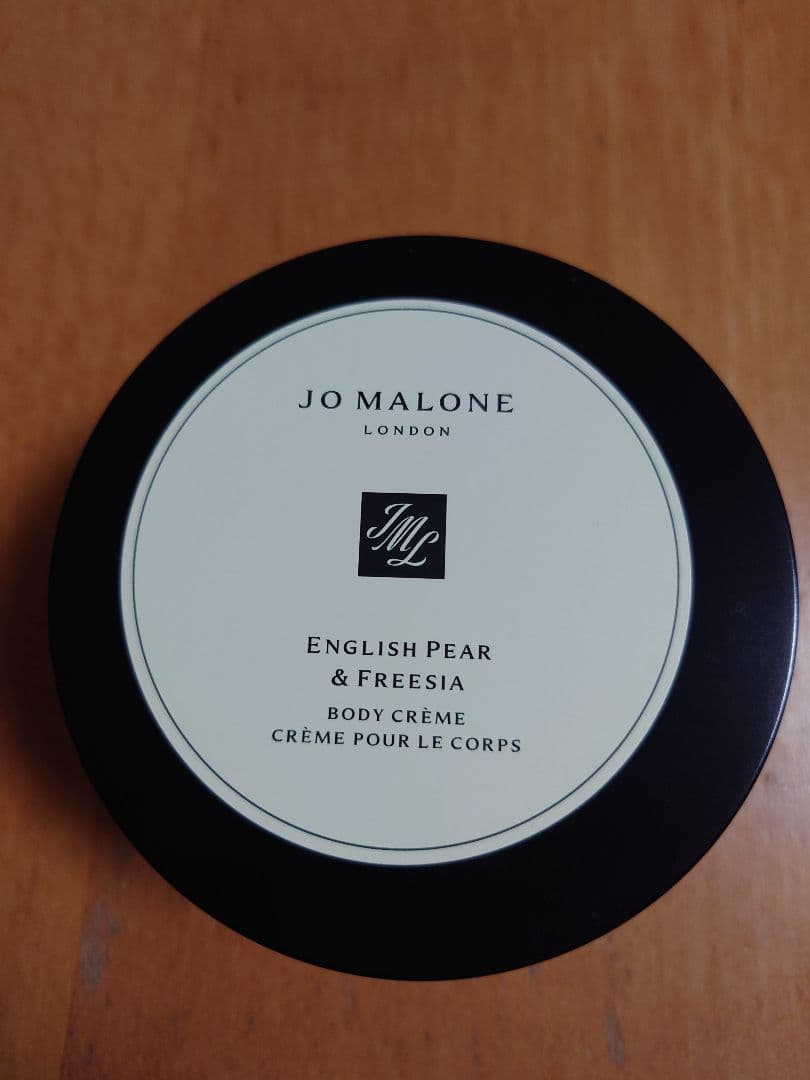 JO MALONE
LONDON
JML
ENGLISH PEAR
& FREESIA
BODY CRÈME
CRÈME POUR LE CORPS